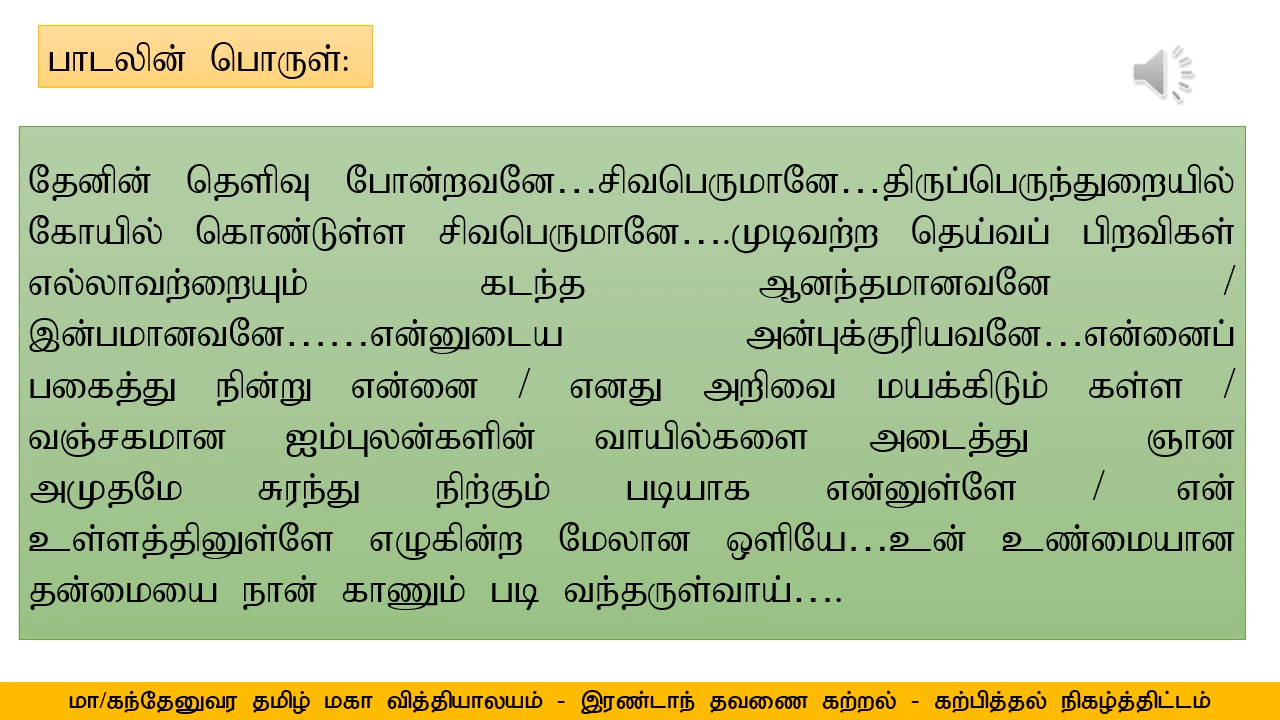 பாடலின் பொருள்:
தேனின் தெளிவு போன்றவனே…சிவபெருமானே…திருப்பெருந்துறையில்
கோயில் கொண்டுள்ள சிவபெருமானே….முடிவற்ற தெய்வப் பிறவிகள்
எல்லாவற்றையும் கடந்த ஆனந்தமானவனே /
இன்பமானவனே……என்னுடைய அன்புக்குரியவனே…என்னைப்
பகைத்து நின்று என்னை / எனது அறிவை மயக்கிடும் கள்ள /
வஞ்சகமான ஐம்புலன்களின் வாயில்களை அடைத்து ஞான
அமுதமே சுரந்து நிற்கும் படியாக என்னுள்ளே / என்
உள்ளத்தினுள்ளே எழுகின்ற மேலான ஒளியே…உன் உண்மையான
தன்மையை நான் காணும் படி வந்தருள்வாய்….
மா/கந்தேனுவர தமிழ் மகா வித்தியாலயம் - இரண்டாந் தவணை கற்றல் - கற்பித்தல் நிகழ்த்திட்டம்